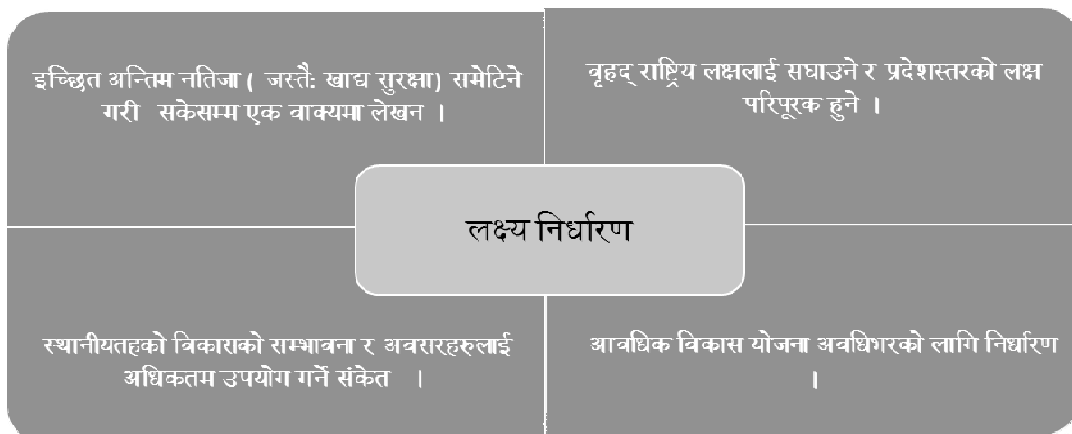 इच्छित अन्तिम नतिजा ( जस्तै: खाद्य सुरक्षा) समेटिने
गरी सकेसम्म एक वाक्यमा लेखन ।
वृहद् राष्ट्रिय लक्षलाई सघाउने र प्रदेशस्तरको लक्ष
परिपूरक हुने ।
लक्ष्य निर्धारण
स्थानीयतहको विकासको सम्भावना र अवसरहरुलाई
अधिकतम उपयोग गर्ने संकेत ।
आवधिक विकास योजना अवधिभरको लागि निर्धारण
।